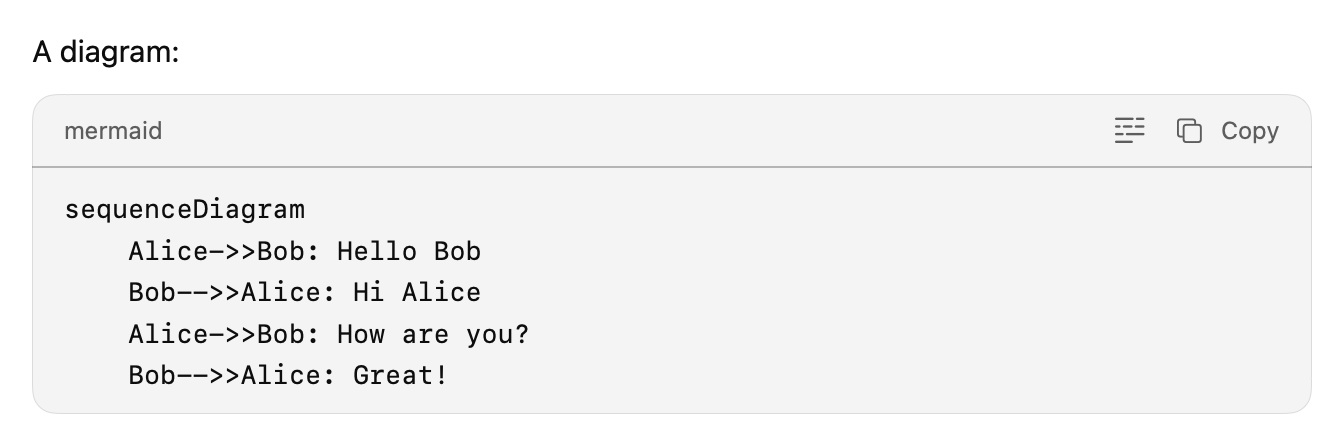 A diagram:
mermaid Copy
sequenceDiagram
    Alice->>Bob: Hello Bob
    Bob-->>Alice: Hi Alice
    Alice->>Bob: How are you?
    Bob-->>Alice: Great!